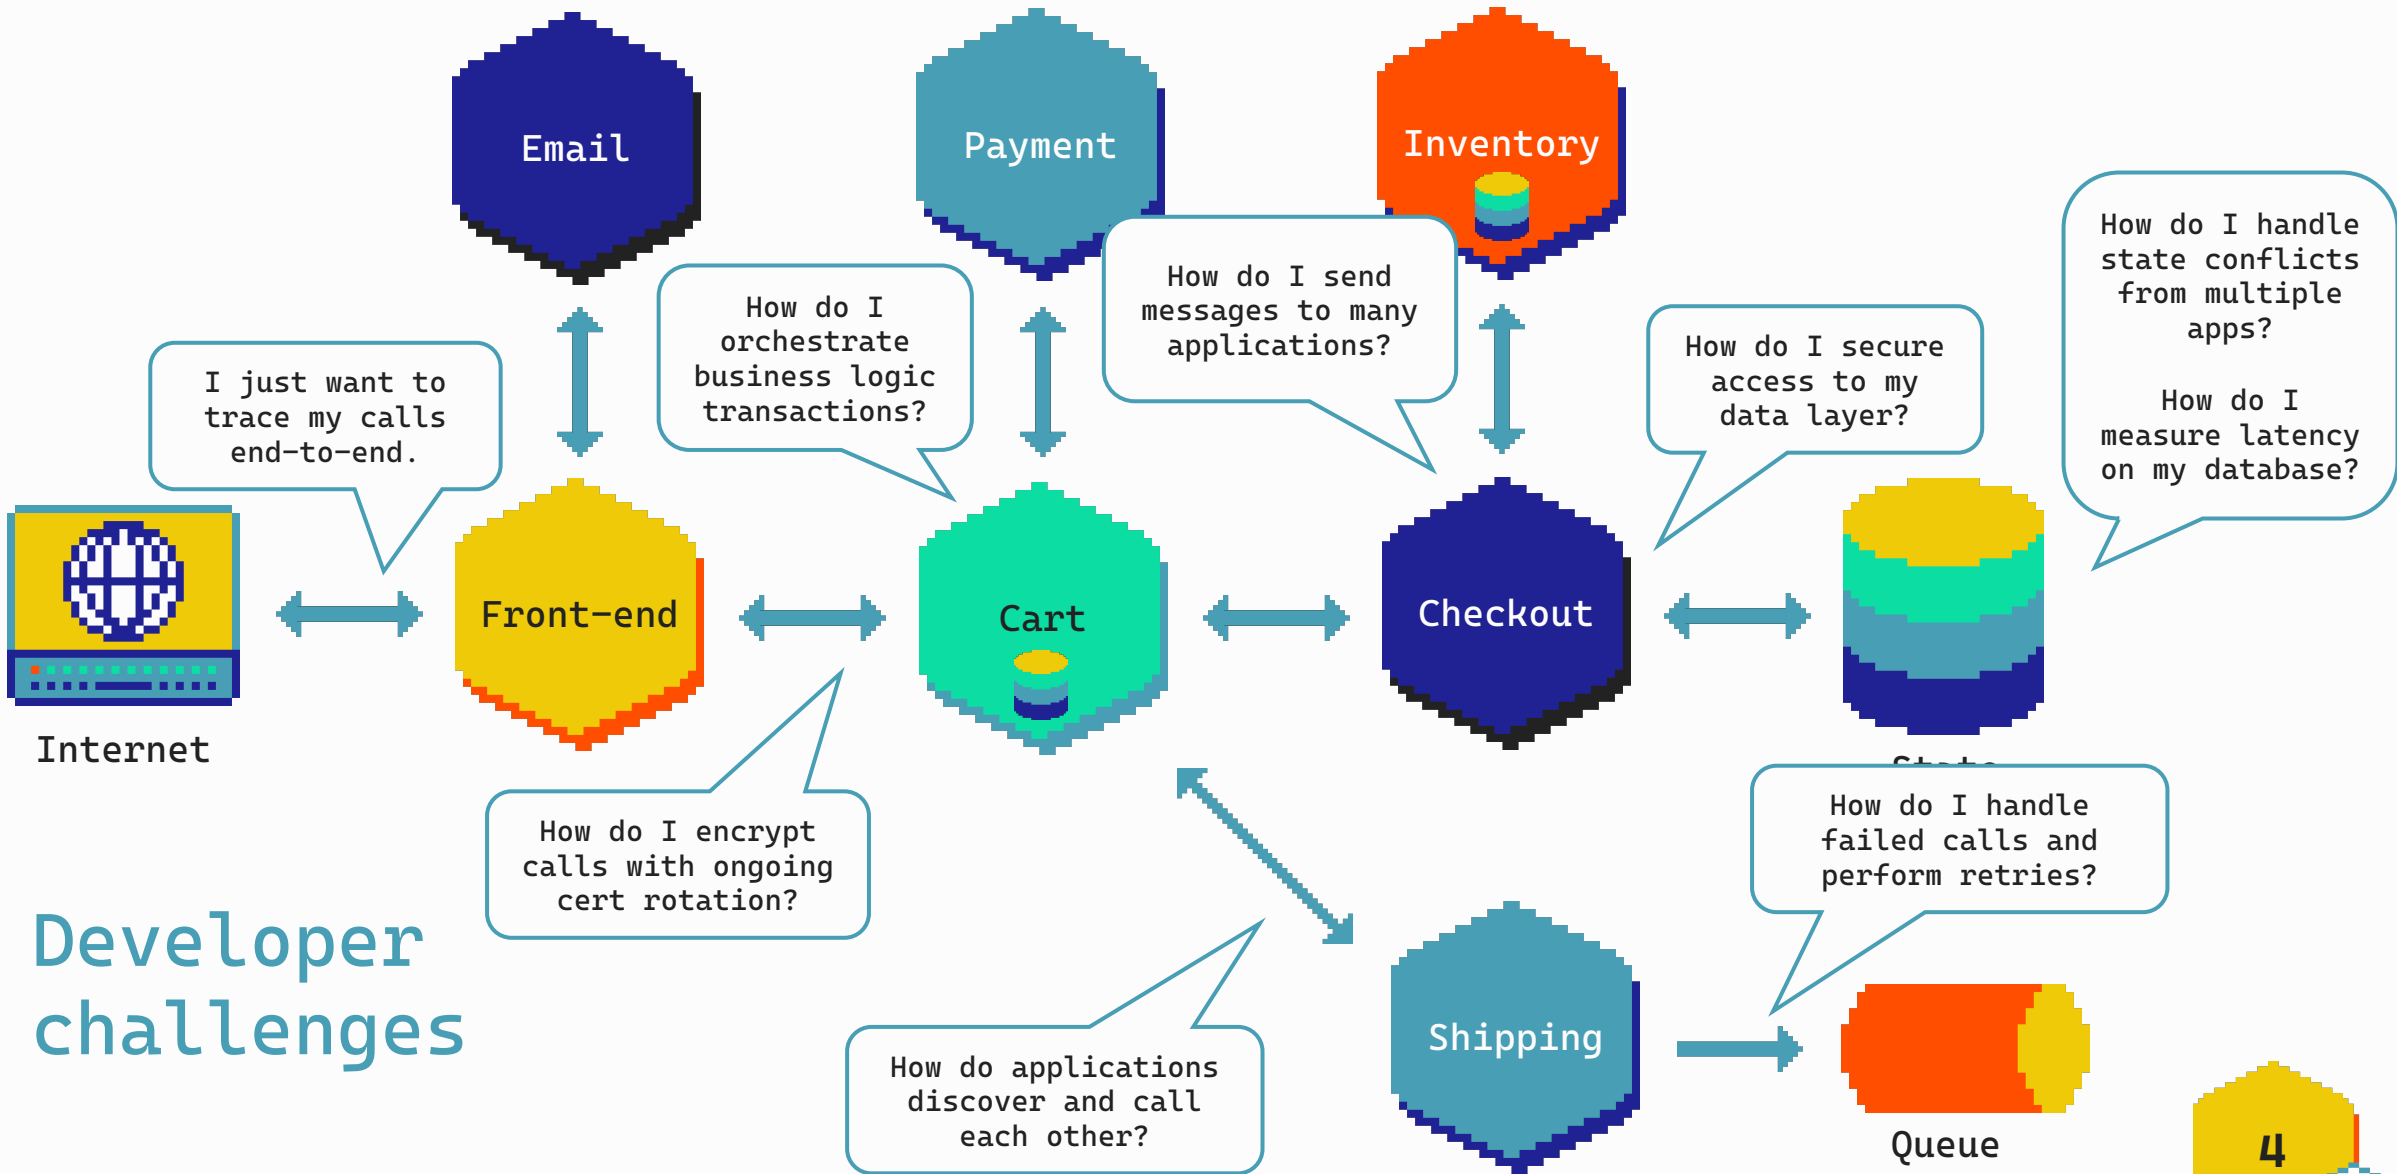 Email
Payment
Inventory
How do I handle
state conflicts
from multiple
apps?
How do I
measure latency
on my database?
How do I send
messages to many
applications?
How do I
orchestrate
business logic
transactions?
How do I secure
access to my
data layer?
I just want to
trace my calls
end-to-end.
Internet
Front-end
Cart
Checkout
How do I encrypt
calls with ongoing
cert rotation?
How do I handle
failed calls and
perform retries?
Developer
challenges
How do applications
discover and call
each other?
Shipping
Queue
4